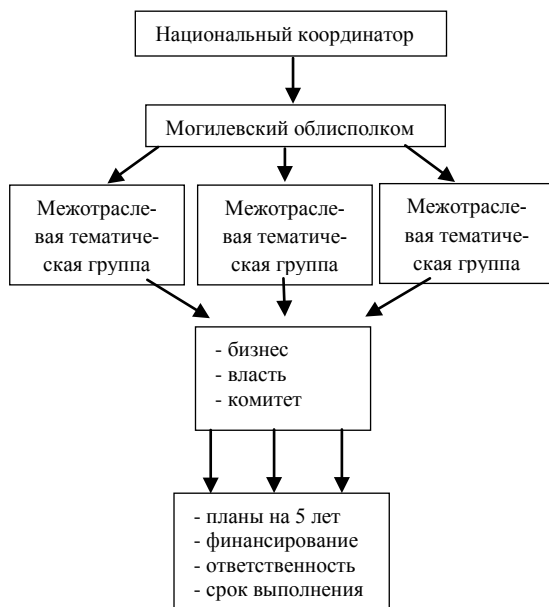 Национальный координатор
Могилевский облисполком
Межотрасле-
вая тематиче-
ская группа
Межотрасле-
вая тематиче-
ская группа
Межотрасле-
вая тематиче-
ская группа
- бизнес
- власть
- комитет
- планы на 5 лет
- финансирование
- ответственность
- срок выполнения